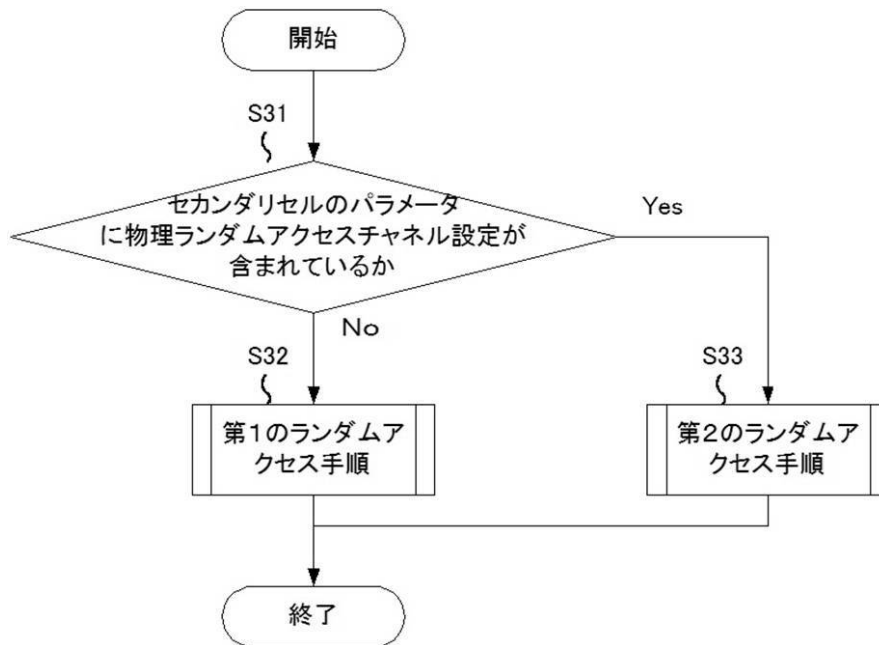 開始
S31
セカンダリセルのパラメータ
に物理ランダムアクセスチャネル設定が
含まれているか
Yes
No
S32
第１のランダムア
クセス手順
S33
第２のランダムア
クセス手順
終了